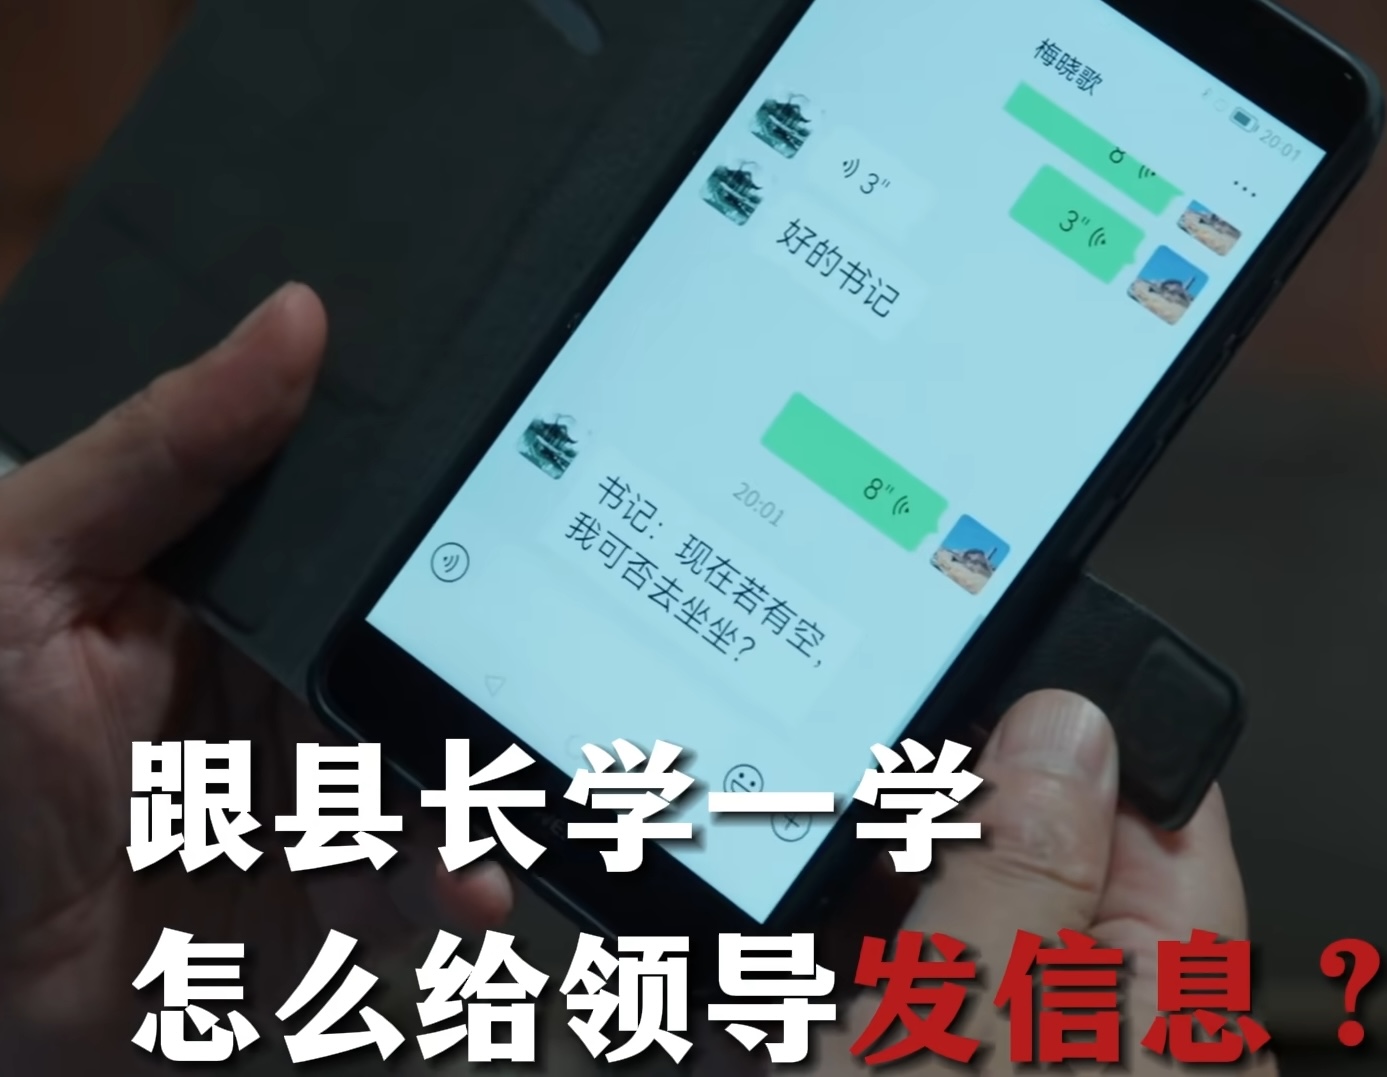 梅晓歌
20:01
8
3"
3"
好的书记
8"
20:01
书记：现在若有空，
我可否去坐坐？
跟县长学一学
怎么给领导发信息？